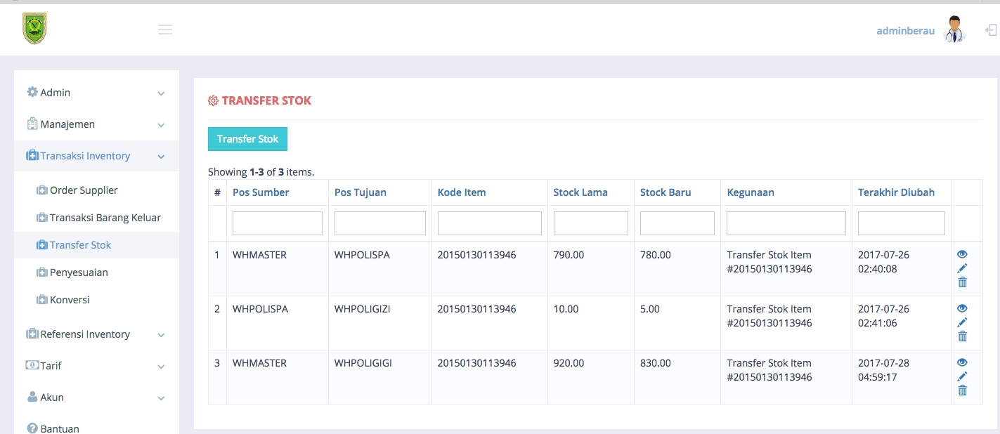 adminberau
Admin
Manajemen
Transaksi Inventory
Order Supplier
Transaksi Barang Keluar
Transfer Stok
Penyesuaian
Konversi
Referensi Inventory
Tarif
Akun
Bantuan
TRANSFER STOK
Transfer Stok
Showing 1-3 of 3 items.
# Pos Sumber Pos Tujuan Kode Item Stock Lama Stock Baru Kegunaan Terakhir Diubah
1 WHMASTER WHPOLISPA 20150130113946 790.00 780.00 Transfer Stok Item 2017-07-26
#20150130113946 02:40:08
2 WHPOLISPA WHPOLIGIZI 20150130113946 10.00 5.00 Transfer Stok Item 2017-07-26
#20150130113946 02:41:06
3 WHMASTER WHPOLIGIGI 20150130113946 920.00 830.00 Transfer Stok Item 2017-07-28
#20150130113946 04:59:17